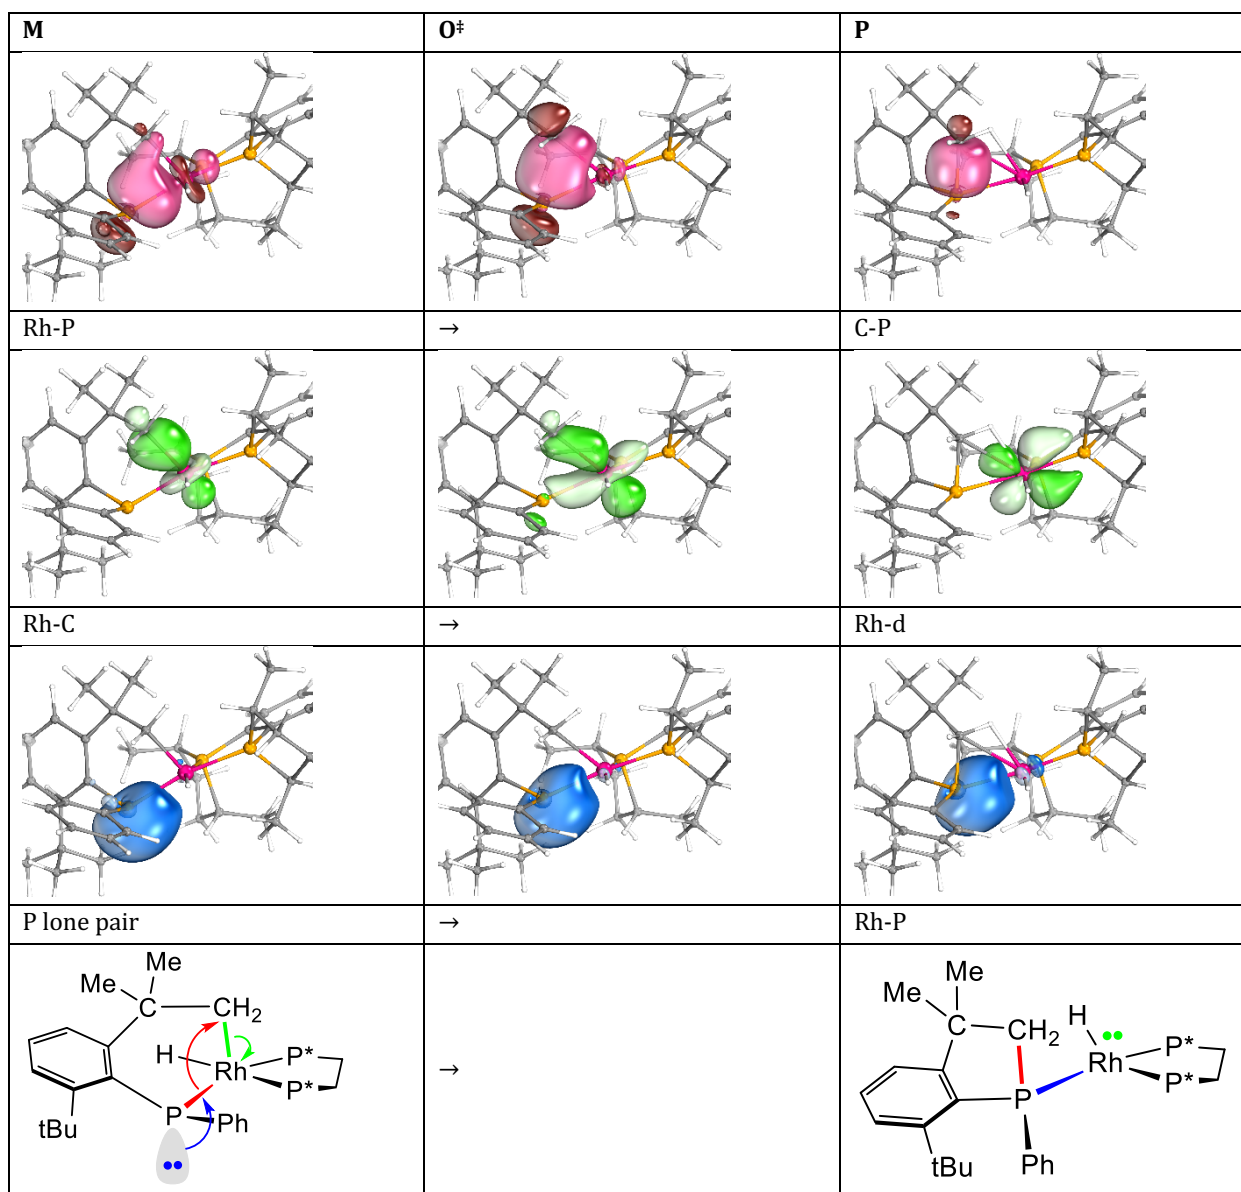 M O‡ P
Rh-P → C-P
Rh-C → Rh-d
P lone pair → Rh-P
Me
Me
C
CH2
H
Rh
P*
P*
P
Ph
tBu
→
Me
Me
C
CH2
H
Rh
P*
P*
P
tBu
Ph